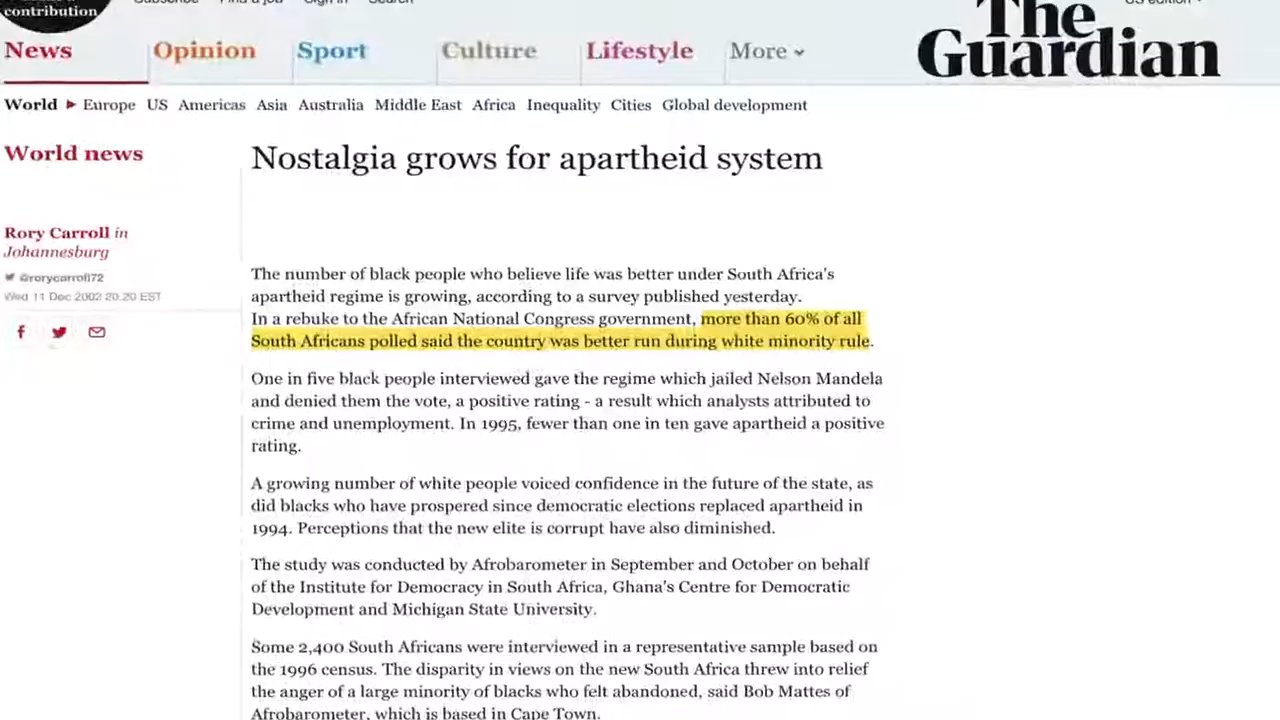 contribution
Subscribe Find a job Sign in Search
US edition
The
Guardian
News Opinion Sport Culture Lifestyle More
World Europe US Americas Asia Australia Middle East Africa Inequality Cities Global development
World news
Nostalgia grows for apartheid system
Rory Carroll in
Johannesburg
@rorycarroll72
Wed 11 Dec 2002 20.20 EST
The number of black people who believe life was better under South Africa's
apartheid regime is growing, according to a survey published yesterday.
In a rebuke to the African National Congress government, more than 60% of all
South Africans polled said the country was better run during white minority rule.
One in five black people interviewed gave the regime which jailed Nelson Mandela
and denied them the vote, a positive rating - a result which analysts attributed to
crime and unemployment. In 1995, fewer than one in ten gave apartheid a positive
rating.
A growing number of white people voiced confidence in the future of the state, as
did blacks who have prospered since democratic elections replaced apartheid in
1994. Perceptions that the new elite is corrupt have also diminished.
The study was conducted by Afrobarometer in September and October on behalf
of the Institute for Democracy in South Africa, Ghana's Centre for Democratic
Development and Michigan State University.
Some 2,400 South Africans were interviewed in a representative sample based on
the 1996 census. The disparity in views on the new South Africa threw into relief
the anger of a large minority of blacks who felt abandoned, said Bob Mattes of
Afrobarometer, which is based in Cape Town.